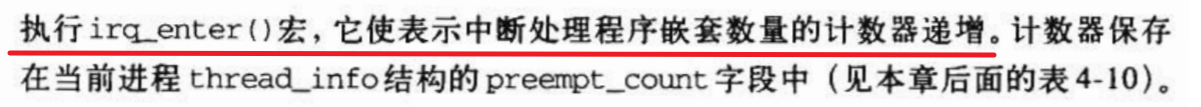 执行irq_enter()宏，它使表示中断处理程序嵌套数量的计数器递增。计数器保存
在当前进程thread_info结构的preempt_count字段中（见本章后面的表4-10）。